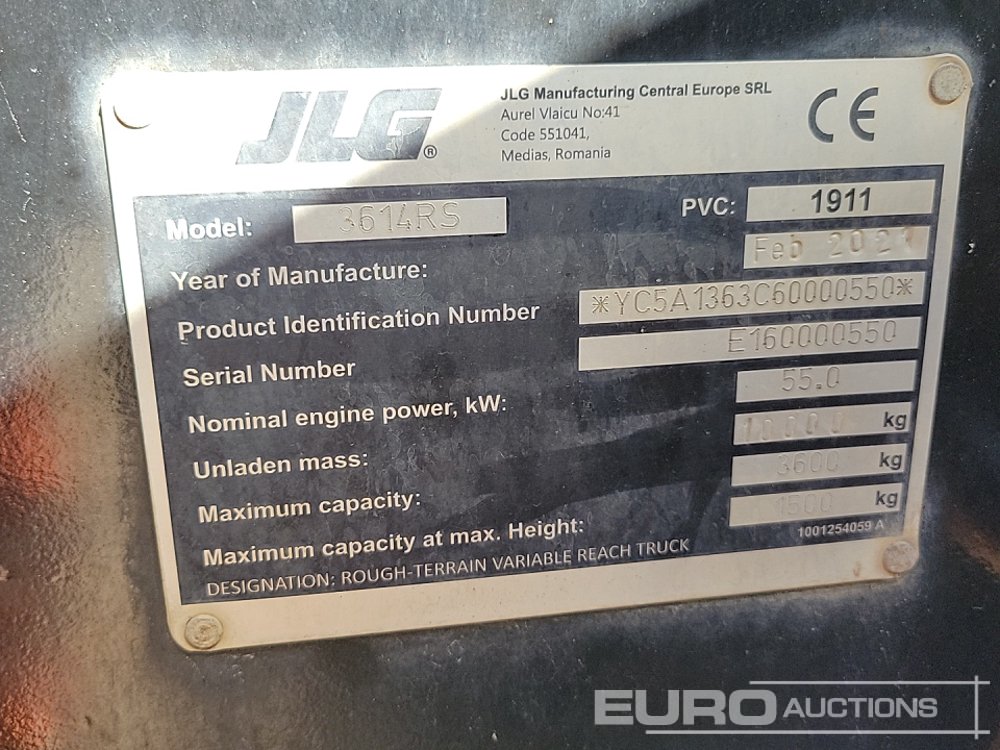 JLG®
JLG Manufacturing Central Europe SRL
Aurel Vlaicu No:41
Code 551041,
Medias, Romania
CE
Model: 3614RS PVC: 1911
Year of Manufacture: Feb 2021
Product Identification Number *YC5A1363C60000550*
Serial Number E160000550
Nominal engine power, kW: 55.0
Unladen mass: 10000 kg
Maximum capacity: 3600 kg
Maximum capacity at max. Height: 1500 kg
1001254059 A
DESIGNATION: ROUGH-TERRAIN VARIABLE REACH TRUCK
EURO AUCTIONS